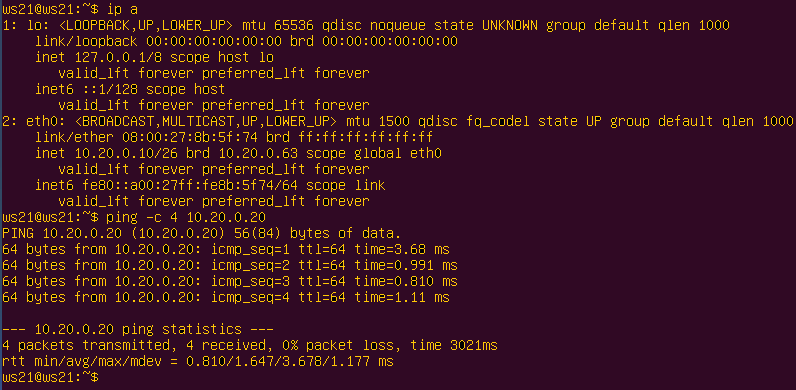 ws21@ws21:~$ ip a
1: lo: <LOOPBACK,UP,LOWER_UP> mtu 65536 qdisc noqueue state UNKNOWN group default qlen 1000
    link/loopback 00:00:00:00:00:00 brd 00:00:00:00:00:00
    inet 127.0.0.1/8 scope host lo
       valid_lft forever preferred_lft forever
    inet6 ::1/128 scope host
       valid_lft forever preferred_lft forever
2: eth0: <BROADCAST,MULTICAST,UP,LOWER_UP> mtu 1500 qdisc fq_codel state UP group default qlen 1000
    link/ether 08:00:27:8b:5f:74 brd ff:ff:ff:ff:ff:ff
    inet 10.20.0.10/26 brd 10.20.0.63 scope global eth0
       valid_lft forever preferred_lft forever
    inet6 fe80::a00:27ff:fe8b:5f74/64 scope link
       valid_lft forever preferred_lft forever
ws21@ws21:~$ ping -c 4 10.20.0.20
PING 10.20.0.20 (10.20.0.20) 56(84) bytes of data.
64 bytes from 10.20.0.20: icmp_seq=1 ttl=64 time=3.68 ms
64 bytes from 10.20.0.20: icmp_seq=2 ttl=64 time=0.991 ms
64 bytes from 10.20.0.20: icmp_seq=3 ttl=64 time=0.810 ms
64 bytes from 10.20.0.20: icmp_seq=4 ttl=64 time=1.11 ms

--- 10.20.0.20 ping statistics ---
4 packets transmitted, 4 received, 0% packet loss, time 3021ms
rtt min/avg/max/mdev = 0.810/1.647/3.678/1.177 ms
ws21@ws21:~$